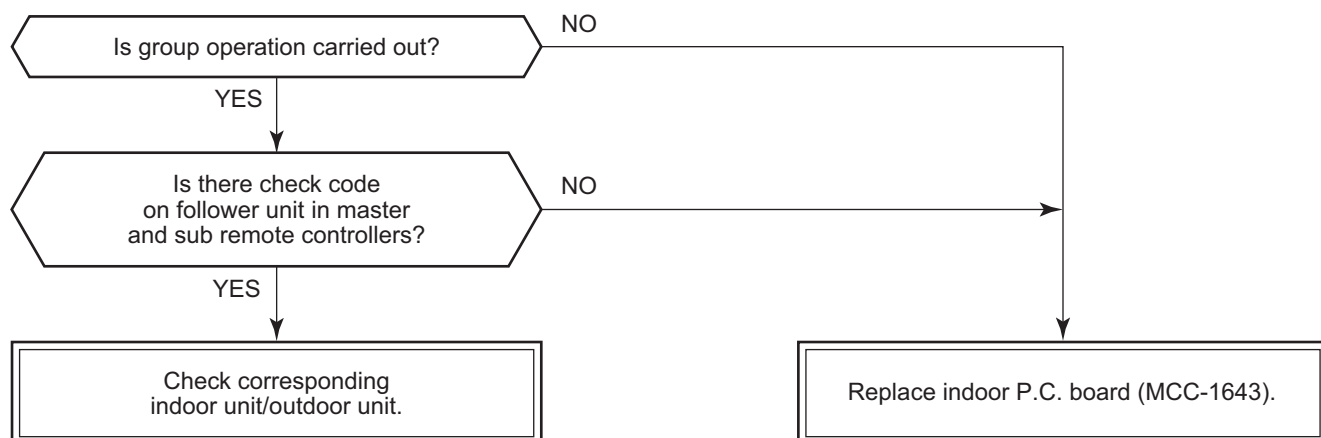 Is group operation carried out?
NO
YES
Is there check code
on follower unit in master
and sub remote controllers?
NO
YES
Check corresponding
indoor unit/outdoor unit.
Replace indoor P.C. board (MCC-1643).